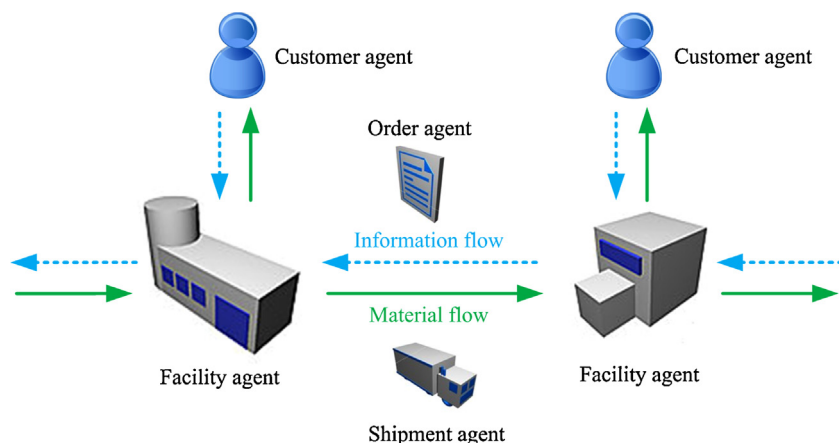 Customer agent
Customer agent
Order agent
Information flow
Material flow
Facility agent
Facility agent
Shipment agent